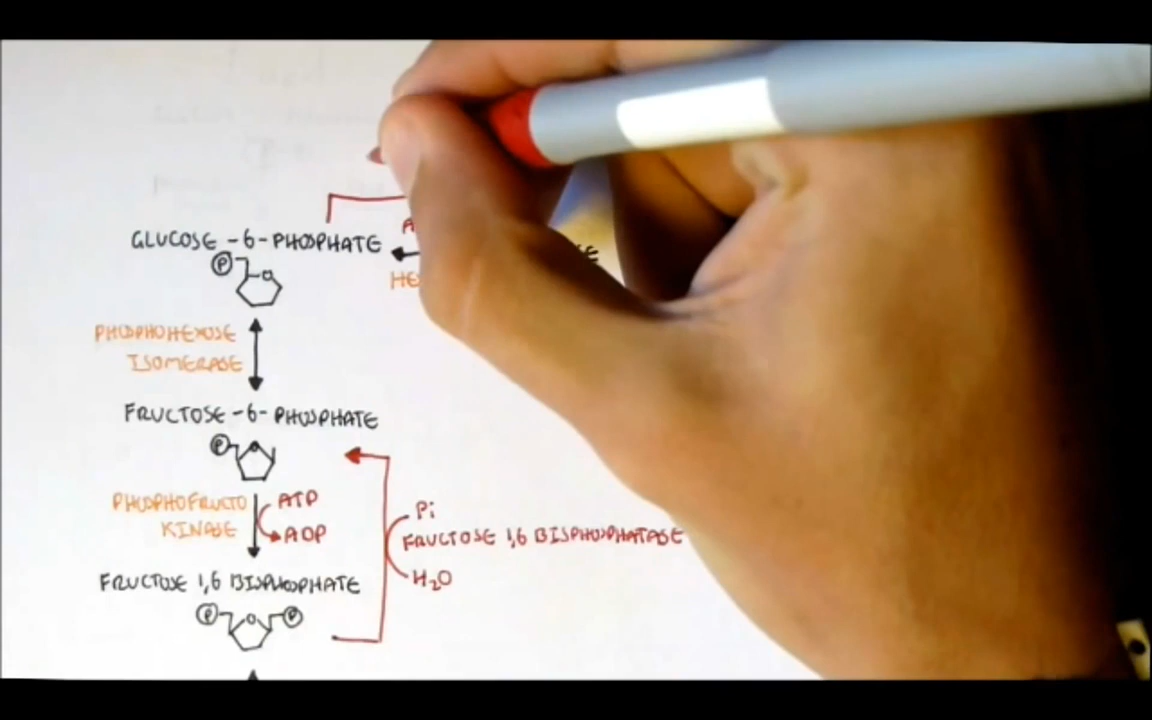 GLUCOSE -6- PHOSPHATE
P
O
PHOSPHOHEXOSE
ISOMERASE
FRUCTOSE -6- PHOSPHATE
P
PHOSPHOFRUCTO
KINASE
ATP
ADP
Pi
FRUCTOSE 1,6 BISPHOSPHATASE
H2O
FRUCTOSE 1,6 BISPHOSPHATE
P
O
P